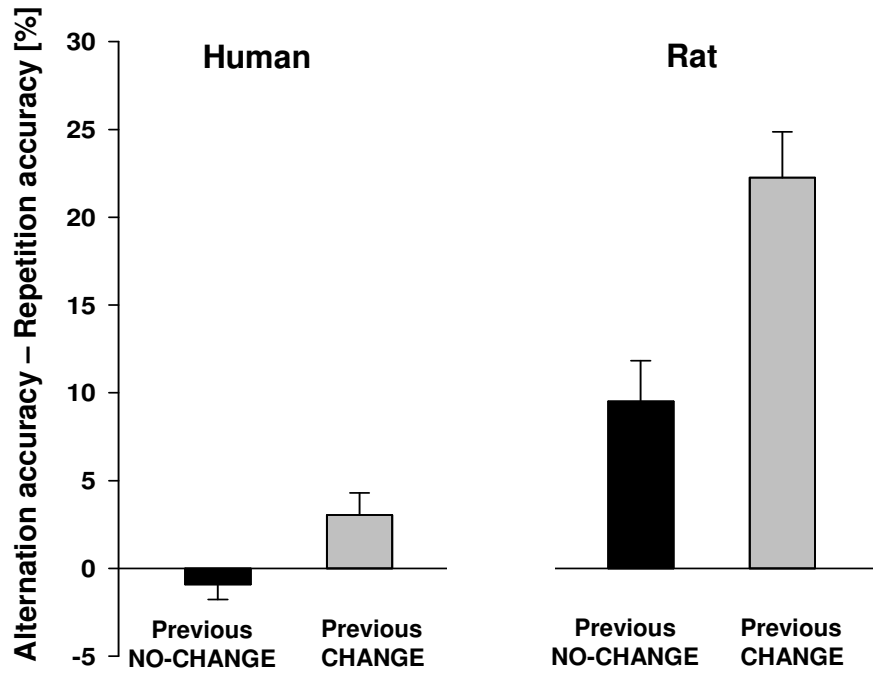 Alternation accuracy – Repetition accuracy [%]
30
25
20
15
10
5
0
-5
Human
Rat
Previous
NO-CHANGE
Previous
CHANGE
Previous
NO-CHANGE
Previous
CHANGE